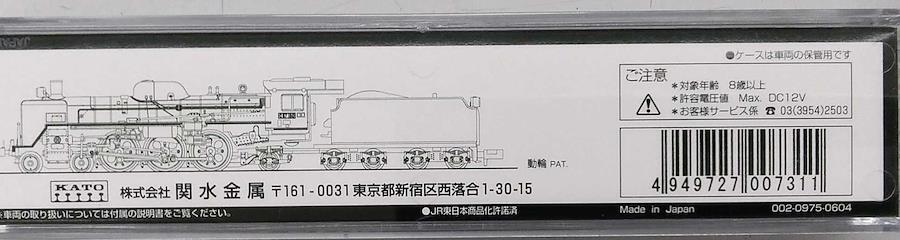 ●ケースは車両の保管用です
ご注意
*対象年齢 8歳以上
*許容電圧値 Max. DC12V
*お客様サービス係 ☎ 03(3954)2503
動輪 PAT.
KATO 株式会社 関水金属 〒161-0031 東京都新宿区西落合1-30-15
4 949727 007311
※車両の取り扱いについては付属の説明書をご覧ください。
●JR東日本商品化許諾済
Made in Japan 002-0975-0604